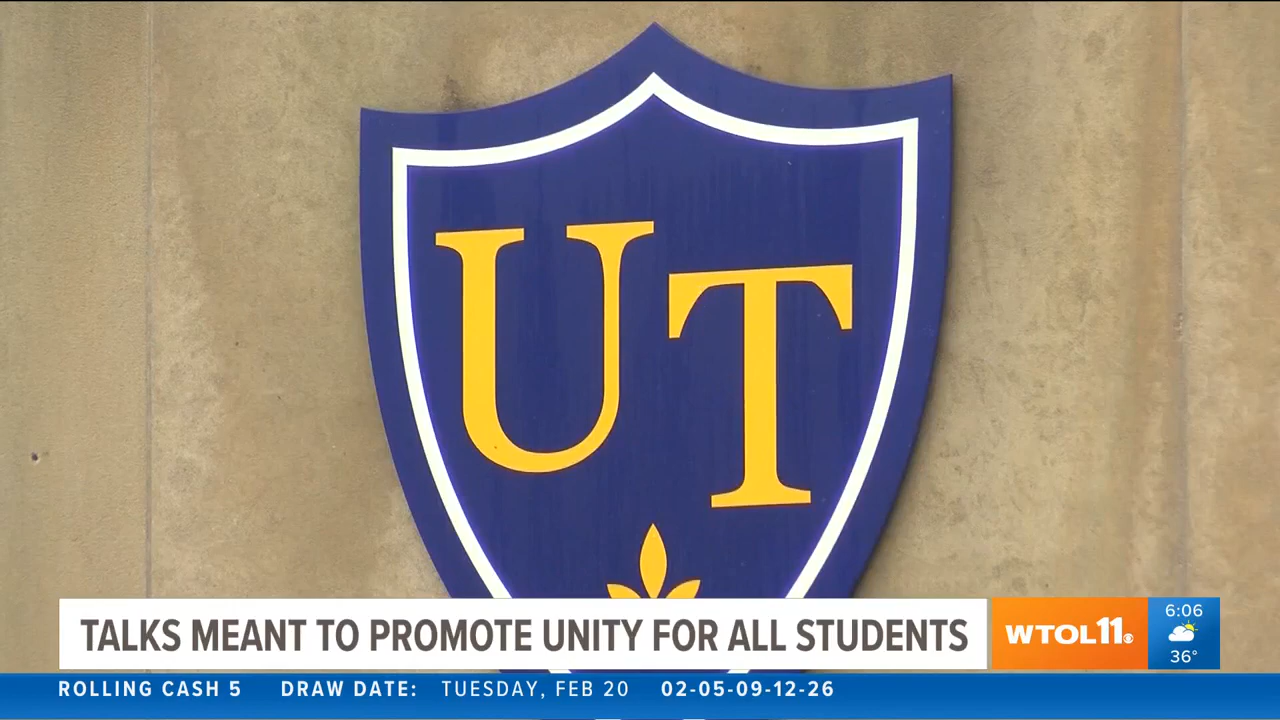 UT
TALKS MEANT TO PROMOTE UNITY FOR ALL STUDENTS
WTOL11
6:06
36°
ROLLING CASH 5 DRAW DATE: TUESDAY, FEB 20 02-05-09-12-26